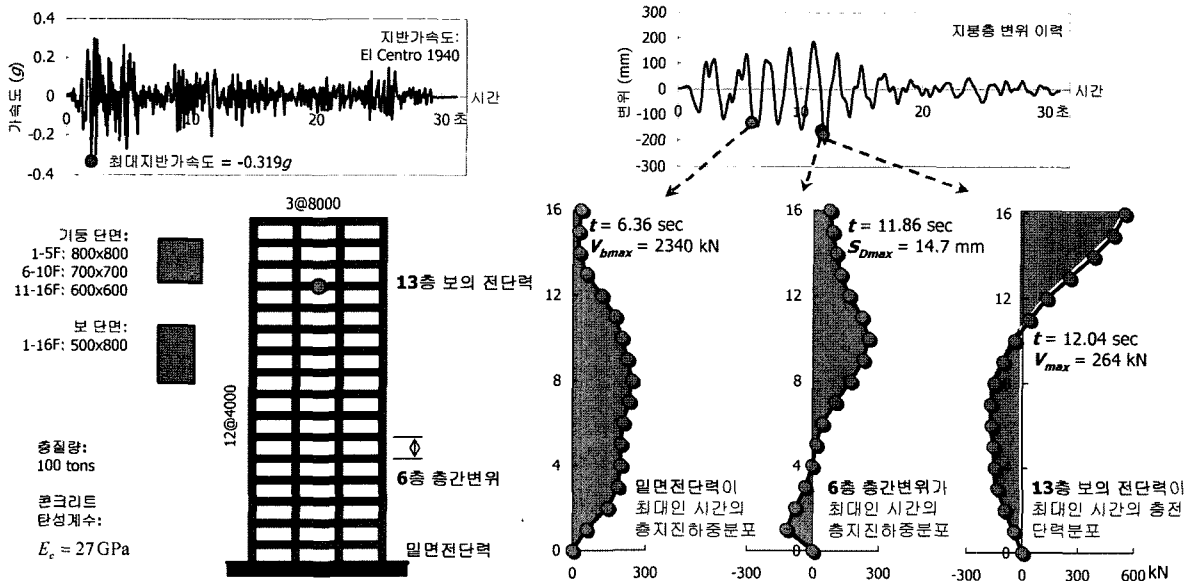 0.4
0.2
0
-0.2
-0.4
가속도 (g)
지반가속도:
El Centro 1940
시간
0
10
20
30 초
최대지반가속도 = -0.319g
300
200
100
0
-100
-200
-300
변위 (mm)
지붕층 변위 이력
시간
0
10
20
30 초
기둥 단면:
1-5F: 800x800
6-10F: 700x700
11-16F: 600x600
보 단면:
1-16F: 500x800
층질량:
100 tons
콘크리트
탄성계수:
E_c = 27 GPa
3@8000
12@4000
13층 보의 전단력
6층 층간변위
밑면전단력
16
12
8
4
0
t = 6.36 sec
V_bmax = 2340 kN
밑면전단력이
최대인 시간의
층지진하중분포
0
300
16
12
8
4
0
t = 11.86 sec
S_Dmax = 14.7 mm
6층 층간변위가
최대인 시간의
층지진하중분포
-300
0
300
16
12
8
4
0
t = 12.04 sec
V_max = 264 kN
13층 보의 전단력이
최대인 시간의 층전
단력분포
-300
0
300
600 kN